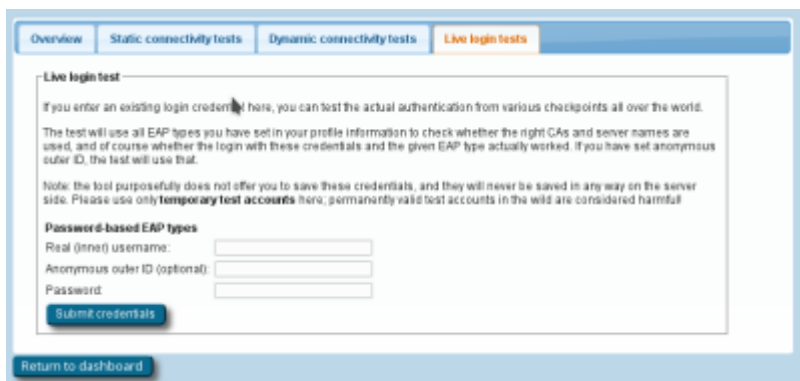 Overview Static connectivity tests Dynamic connectivity tests Live login tests
Live login test
If you enter an existing login credential here, you can test the actual authentication from various checkpoints all over the world.
The test will use all EAP types you have set in your profile information to check whether the right CAs and server names are
used, and of course whether the login with these credentials and the given EAP type actually worked. If you have set anonymous
outer ID, the test will use that.
Note: the tool purposefully does not offer you to save these credentials, and they will never be saved in any way on the server
side. Please use only temporary test accounts here; permanently valid test accounts in the wild are considered harmful!
Password-based EAP types
Real (inner) username:
Anonymous outer ID (optional):
Password:
Submit credentials
Return to dashboard